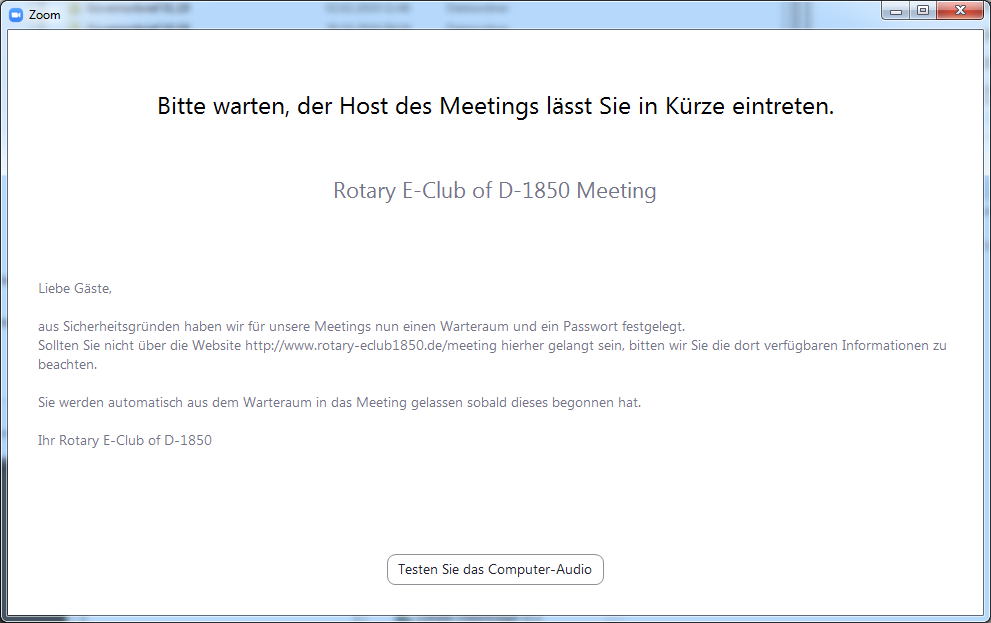 Zoom
Bitte warten, der Host des Meetings lässt Sie in Kürze eintreten.
Rotary E-Club of D-1850 Meeting
Liebe Gäste,
aus Sicherheitsgründen haben wir für unsere Meetings nun einen Warteraum und ein Passwort festgelegt.
Sollten Sie nicht über die Website http://www.rotary-eclub1850.de/meeting hierher gelangt sein, bitten wir Sie die dort verfügbaren Informationen zu
beachten.
Sie werden automatisch aus dem Warteraum in das Meeting gelassen sobald dieses begonnen hat.
Ihr Rotary E-Club of D-1850
Testen Sie das Computer-Audio